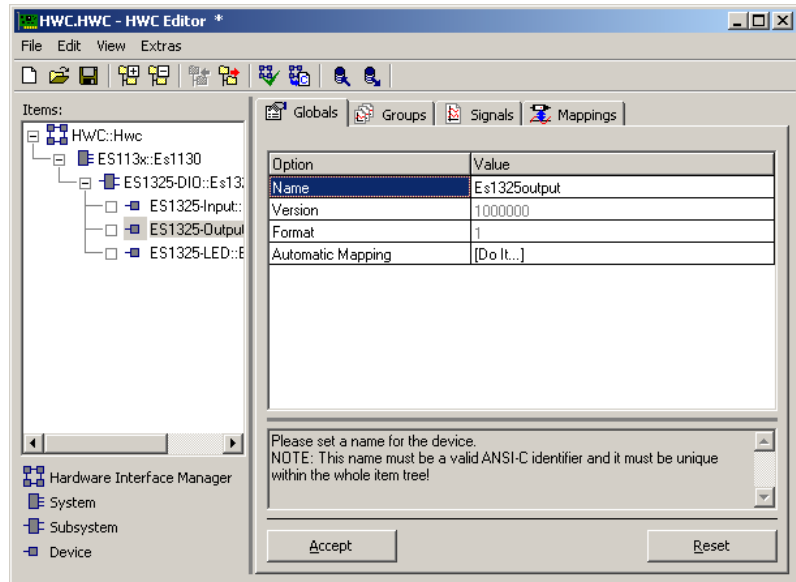 HWC.HWC - HWC Editor *
File Edit View Extras
Items:
HWC::Hwc
ES113x::Es1130
ES1325-DIO::Es13
ES1325-Input::
ES1325-Output
ES1325-LED::E
Hardware Interface Manager
System
Subsystem
Device
Globals Groups Signals Mappings
Option Value
Name Es1325output
Version 1000000
Format 1
Automatic Mapping [Do It...]
Please set a name for the device.
NOTE: This name must be a valid ANSI-C identifier and it must be unique
within the whole item tree!
Accept Reset